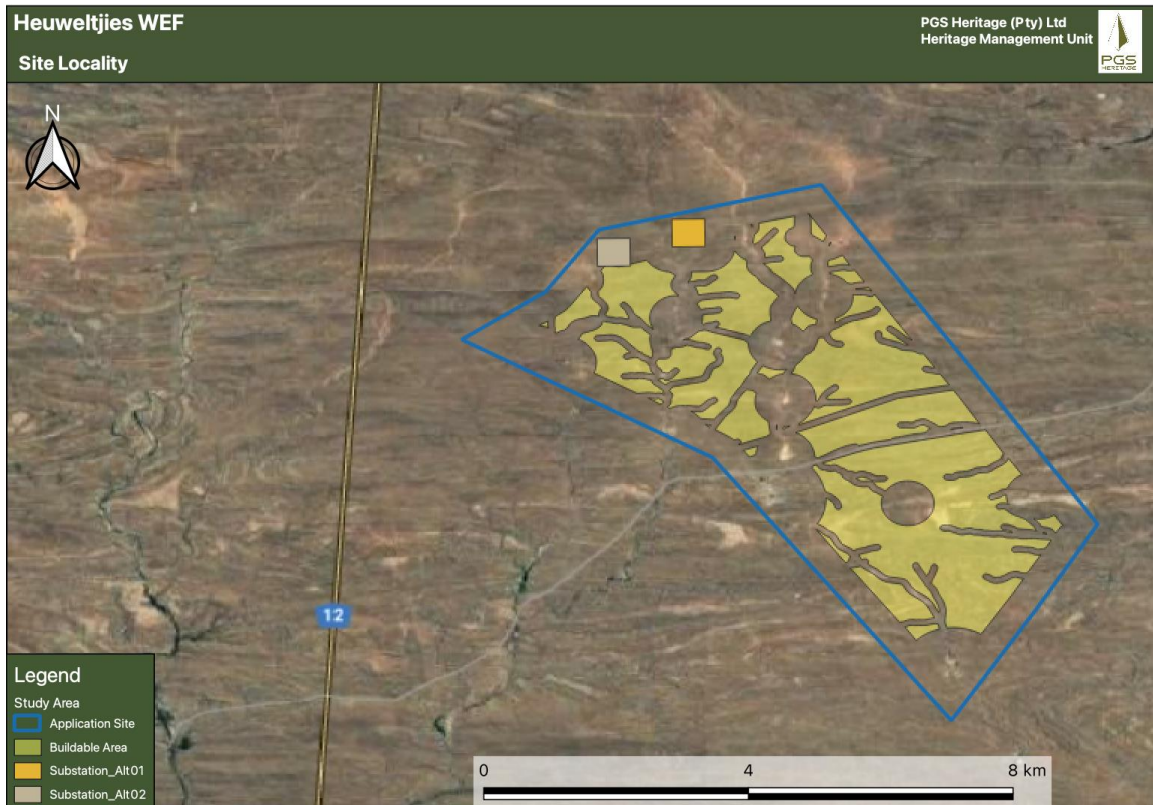 Heuweltjies WEF
Site Locality
PGS Heritage (Pty) Ltd
Heritage Management Unit
PGS
HERITAGE
N
12
Legend
Study Area
Application Site
Buildable Area
Substation_Alt01
Substation_Alt02
0 4 8 km